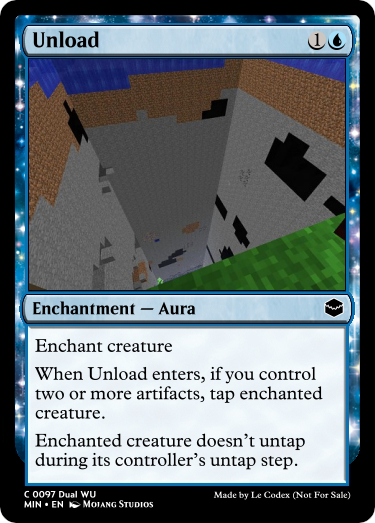 Unload 1
Enchantment — Aura
Enchant creature
When Unload enters, if you control
two or more artifacts, tap enchanted
creature.
Enchanted creature doesn't untap
during its controller's untap step.
C 0097 Dual WU
MIN • EN Mojang Studios
Made by Le Codex (Not For Sale)